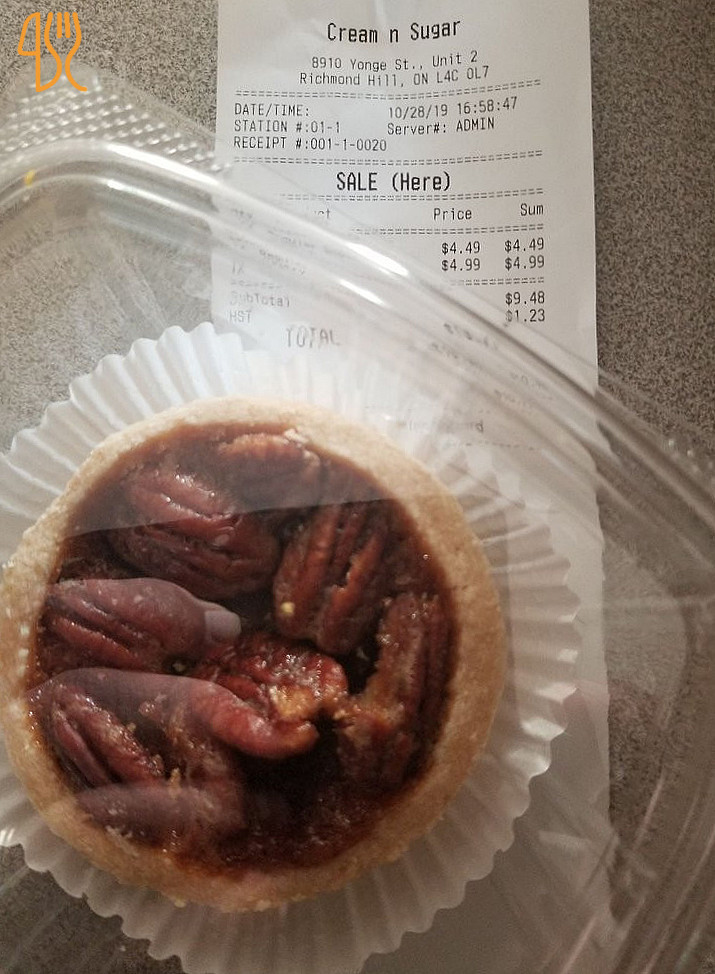 Cream n Sugar
8910 Yonge St., Unit 2
Richmond Hill, ON L4C 0L7
DATE/TIME: 10/28/19 16:58:47
STATION #:01-1 Server#: ADMIN
RECEIPT #:001-1-0020
SALE (Here)
Price Sum
$4.49 $4.49
$4.99 $4.99
SubTotal $9.48
HST $1.23
TOTAL